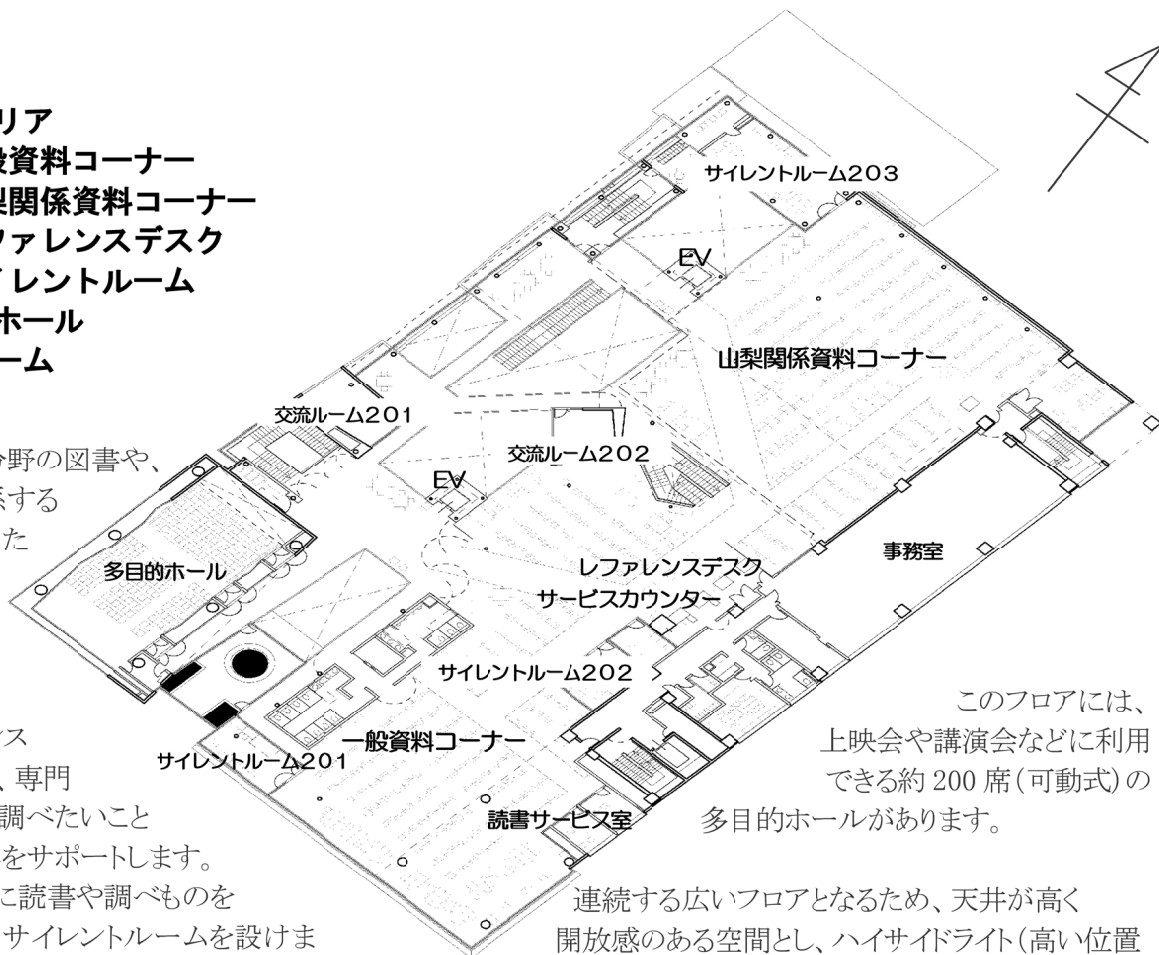 リア
般資料コーナー
梨関係資料コーナー
ファレンスデスク
イレントルーム
ホール
ーム
サイレントルーム203
EV
山梨関係資料コーナー
交流ルーム201
交流ルーム202
EV
分野の図書や、
係する
した
多目的ホール
レファレンスデスク
サービスカウンター
事務室
サイレントルーム202
一般資料コーナー
サイレントルーム201
読書サービス室
ンス
、専門
調べたいこと
をサポートします。
に読書や調べものを
サイレントルームを設けま
このフロアには、
上映会や講演会などに利用
できる約 200 席(可動式)の
多目的ホールがあります。
連続する広いフロアとなるため、天井が高く
開放感のある空間とし、ハイサイドライト(高い位置